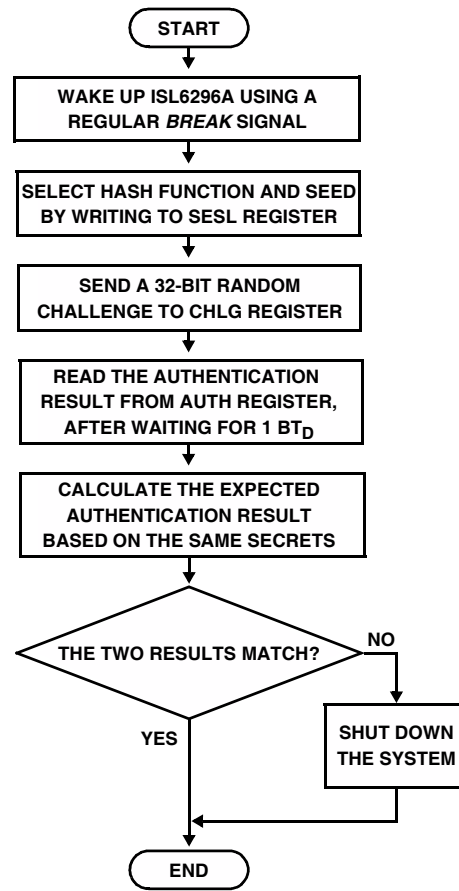 START
WAKE UP ISL6296A USING A
REGULAR BREAK SIGNAL
SELECT HASH FUNCTION AND SEED
BY WRITING TO SESL REGISTER
SEND A 32-BIT RANDOM
CHALLENGE TO CHLG REGISTER
READ THE AUTHENTICATION
RESULT FROM AUTH REGISTER,
AFTER WAITING FOR 1 BTD
CALCULATE THE EXPECTED
AUTHENTICATION RESULT
BASED ON THE SAME SECRETS
THE TWO RESULTS MATCH?
NO
YES
SHUT DOWN
THE SYSTEM
END